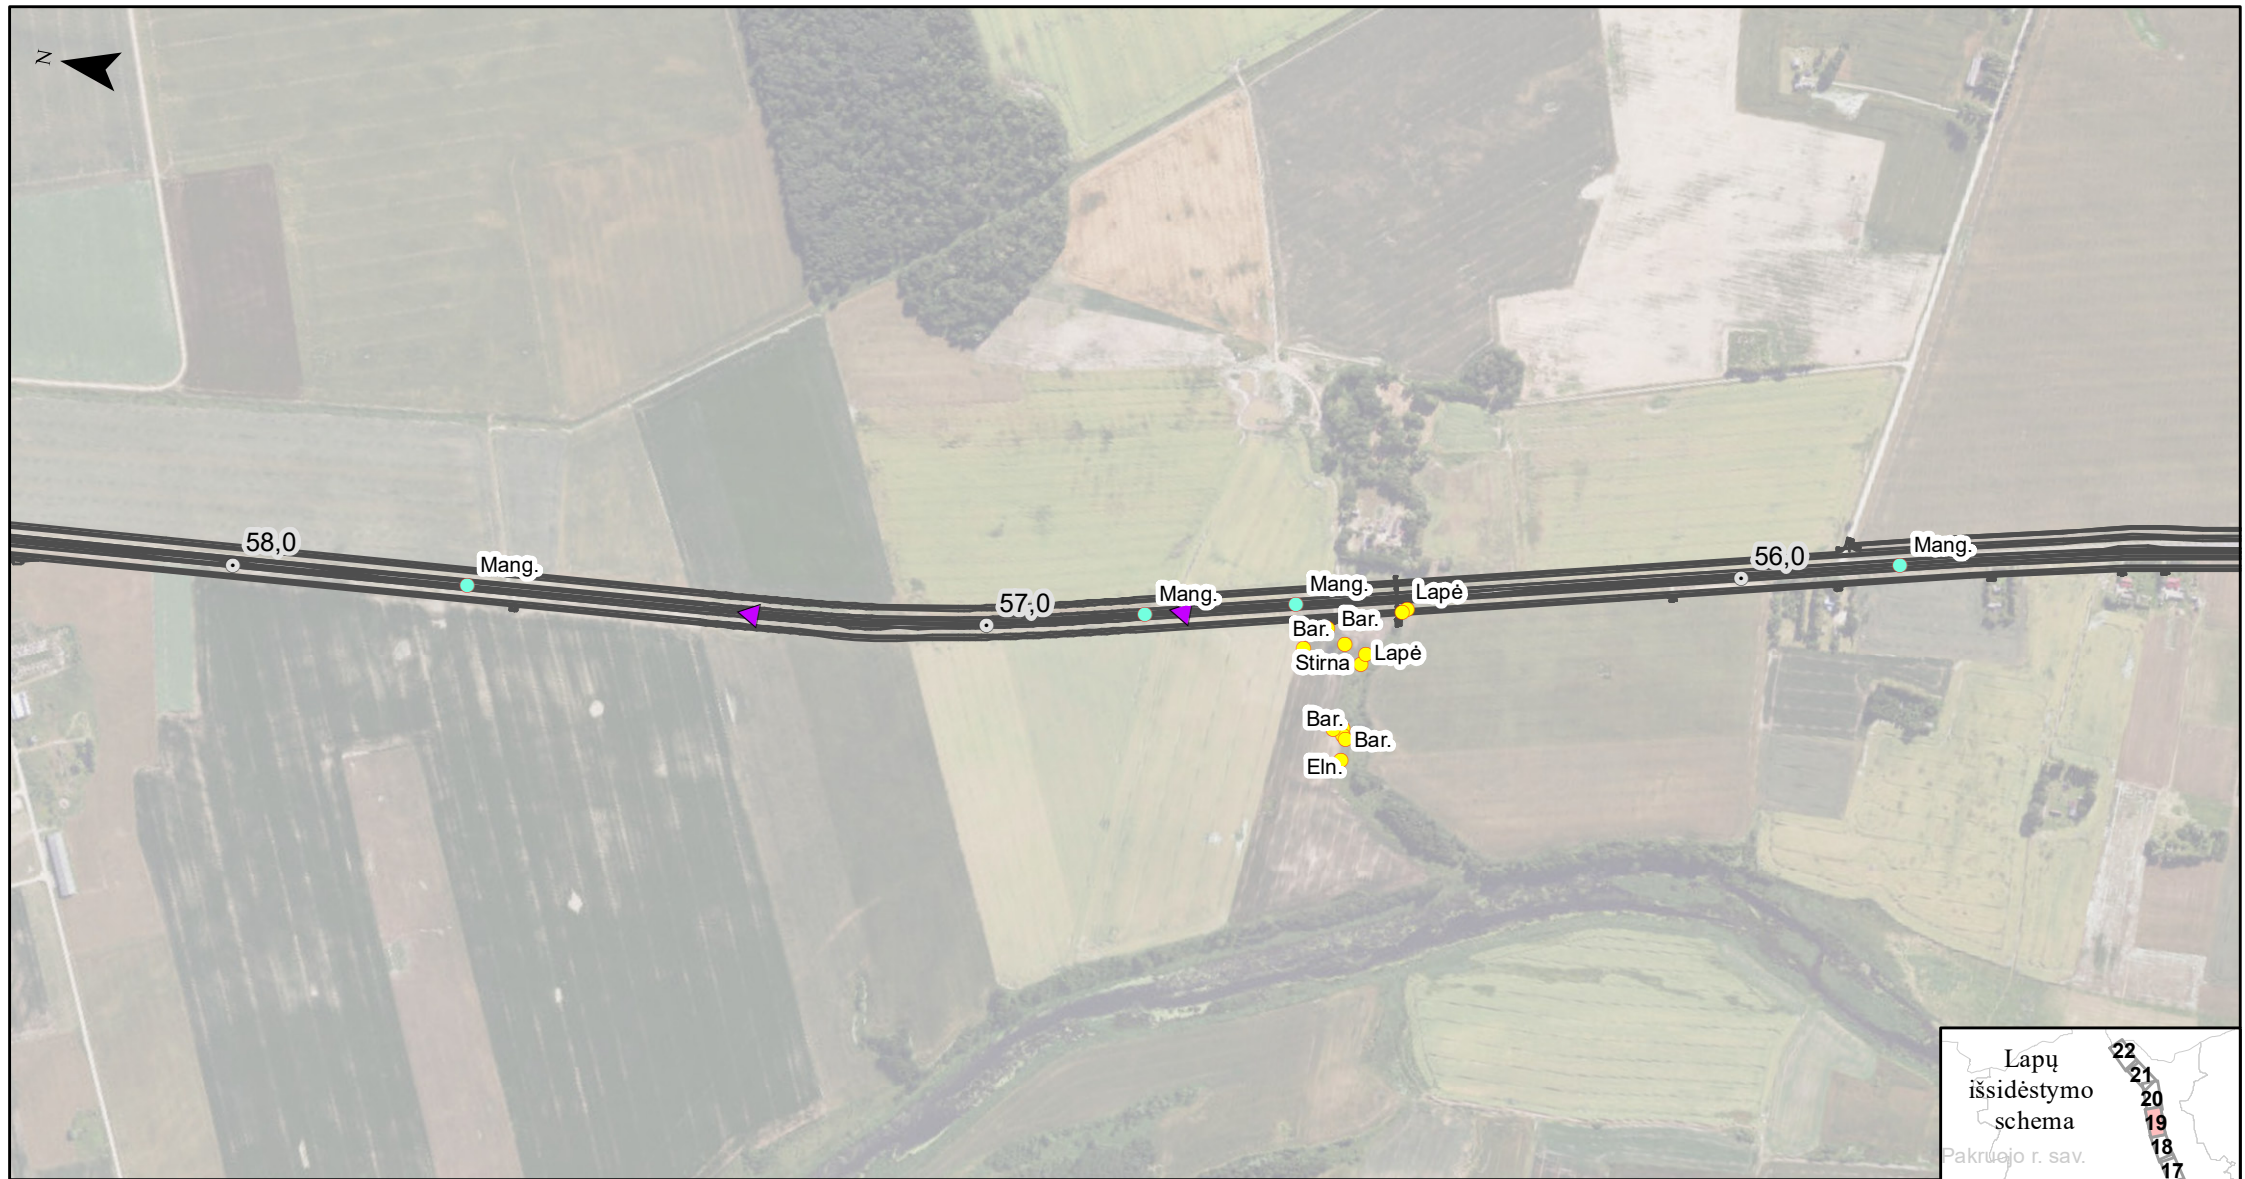 N
58,0
Mang.
57,0
Mang.
Mang.
56,0
Mang.
Lapė
Bar.
Bar.
Stirna
Lapė
Bar.
Bar.
Eln.
Lapų
išsidėstymo
schema
22
21
20
19
18
17
Pakruojo r. sav.